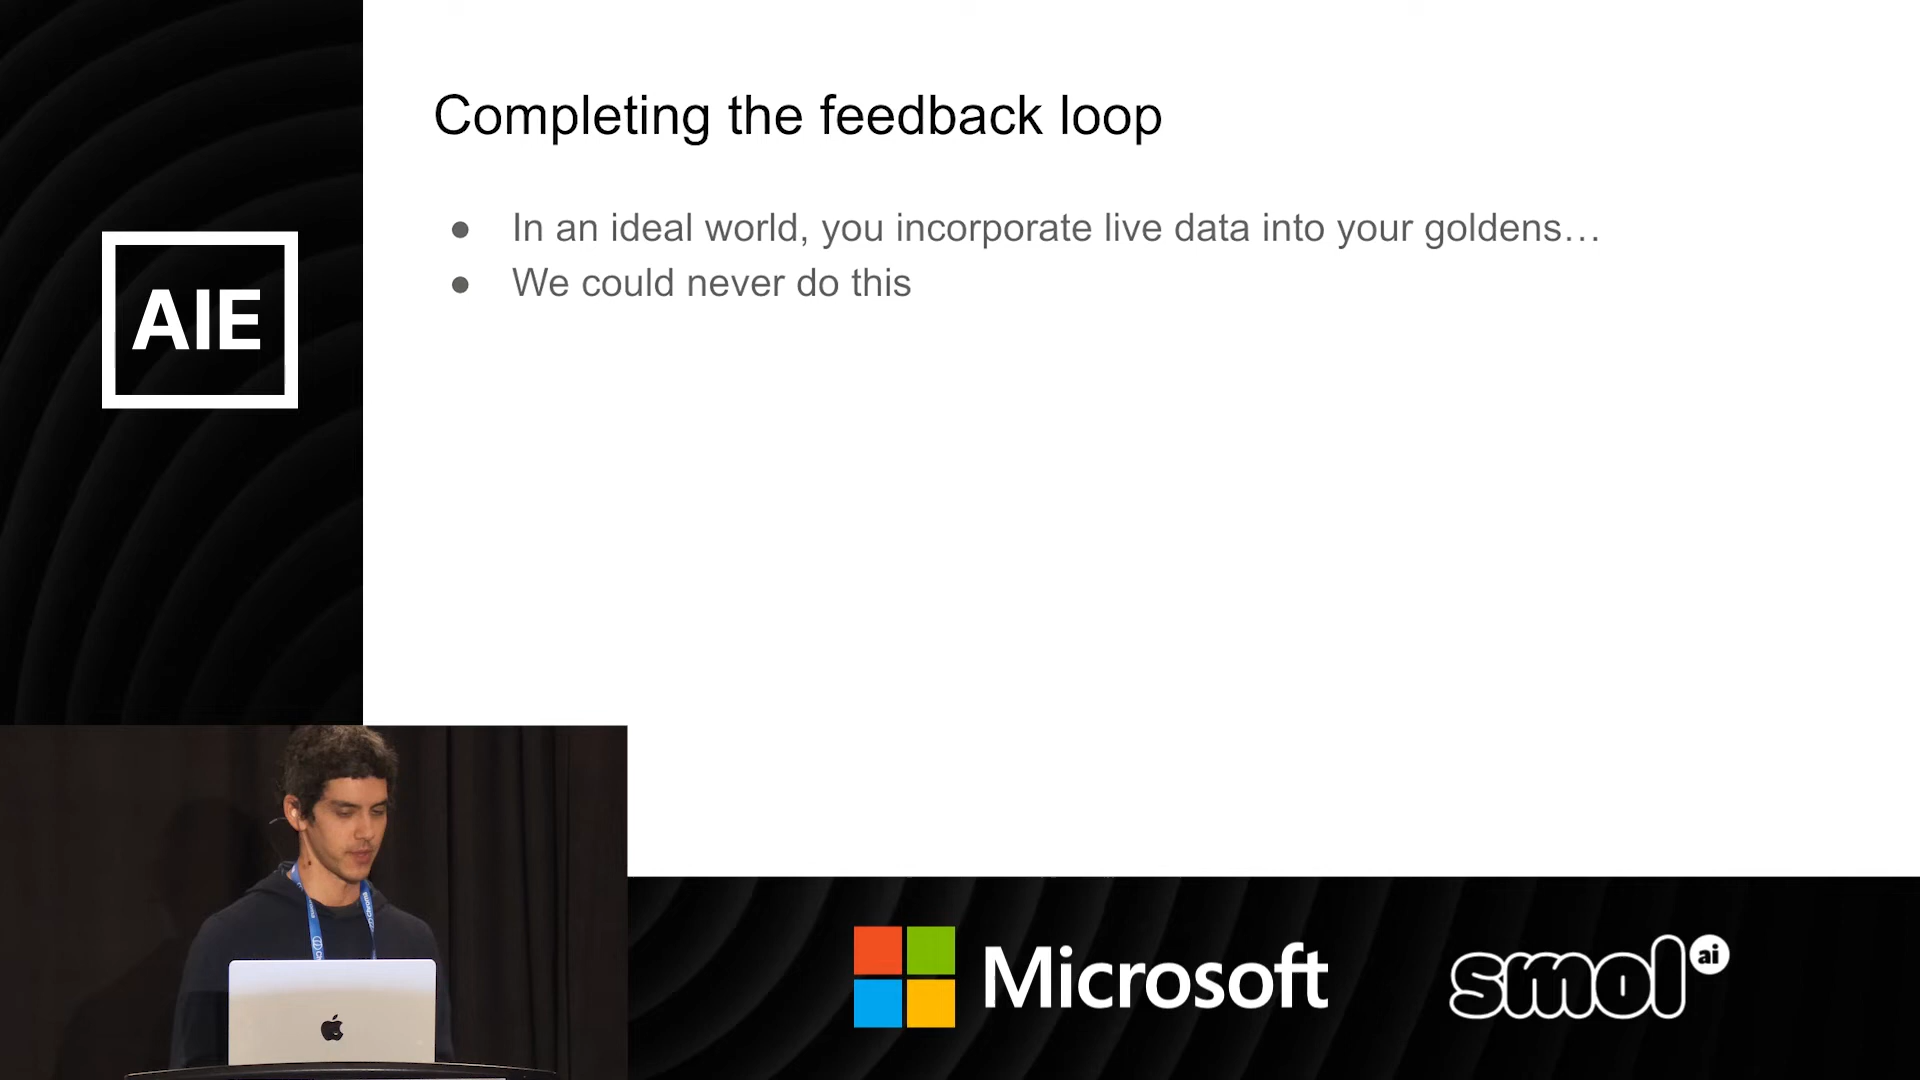 Completing the feedback loop
● In an ideal world, you incorporate live data into your goldens…
● We could never do this
AIE
Microsoft
smol ai